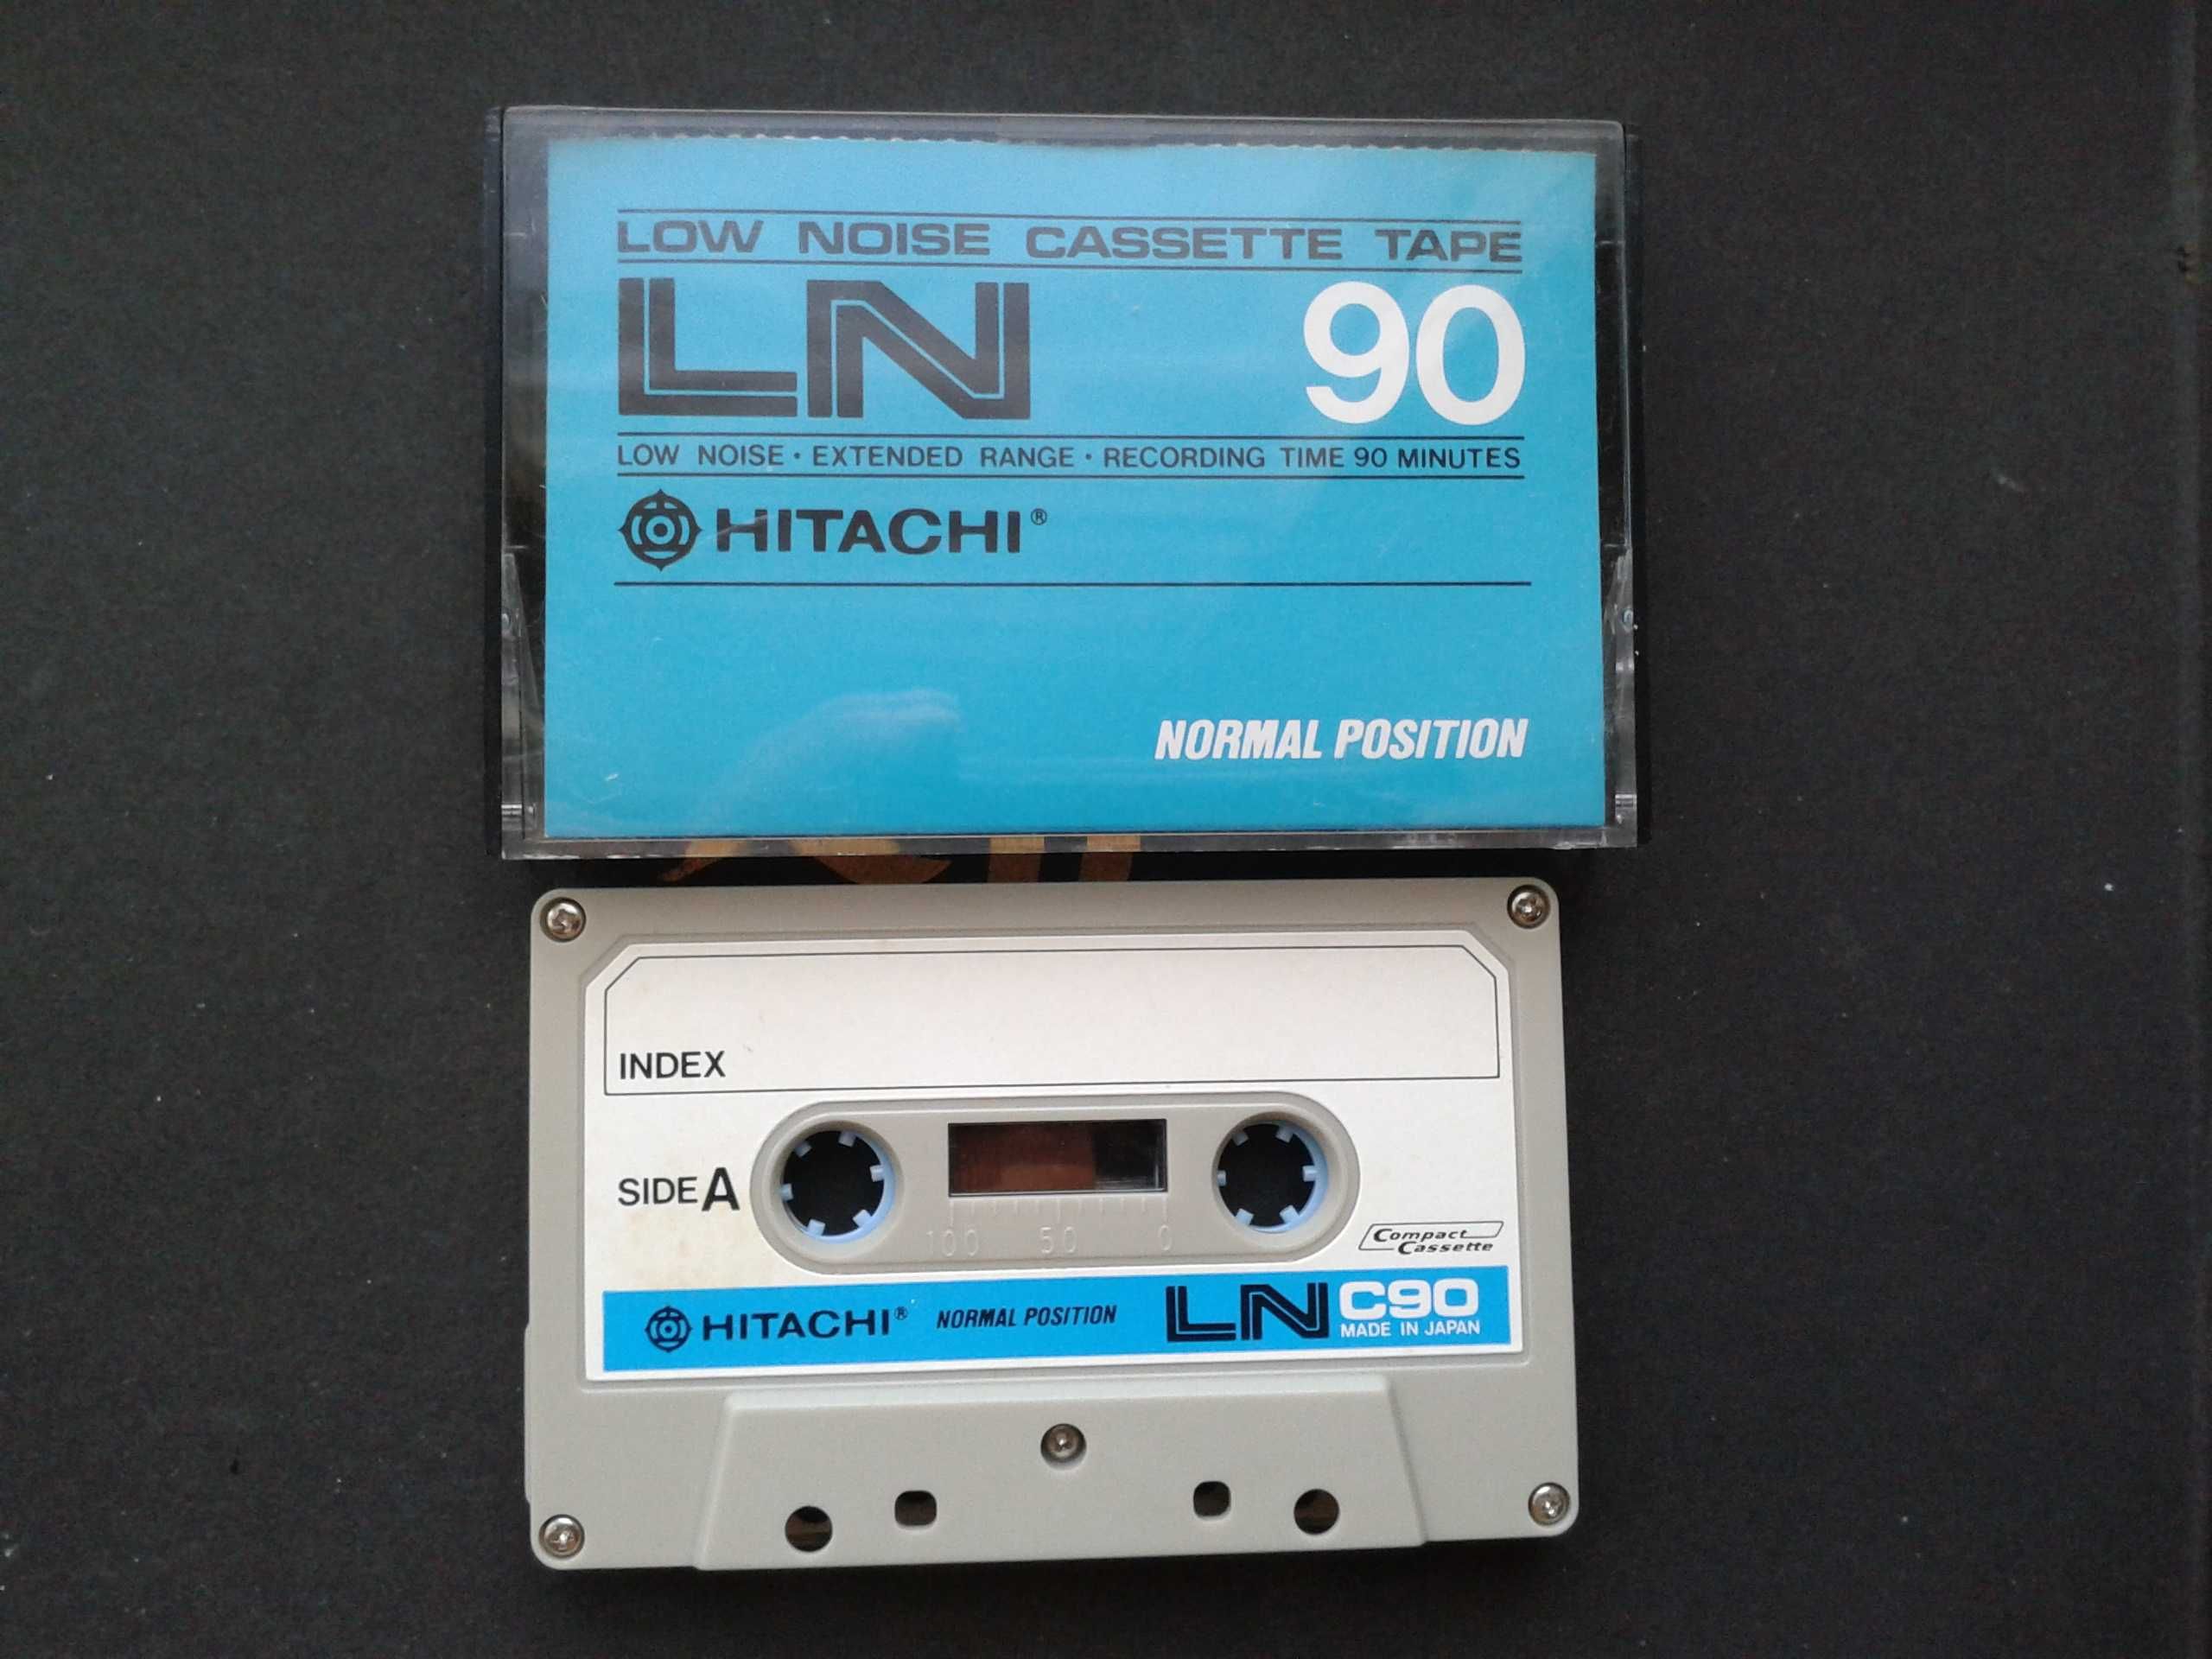 LOW NOISE CASSETTE TAPE
LN 90
LOW NOISE · EXTENDED RANGE · RECORDING TIME 90 MINUTES
HITACHI®
NORMAL POSITION
INDEX
SIDE A
100 50 0
Compact
Cassette
HITACHI® NORMAL POSITION LN C90
MADE IN JAPAN